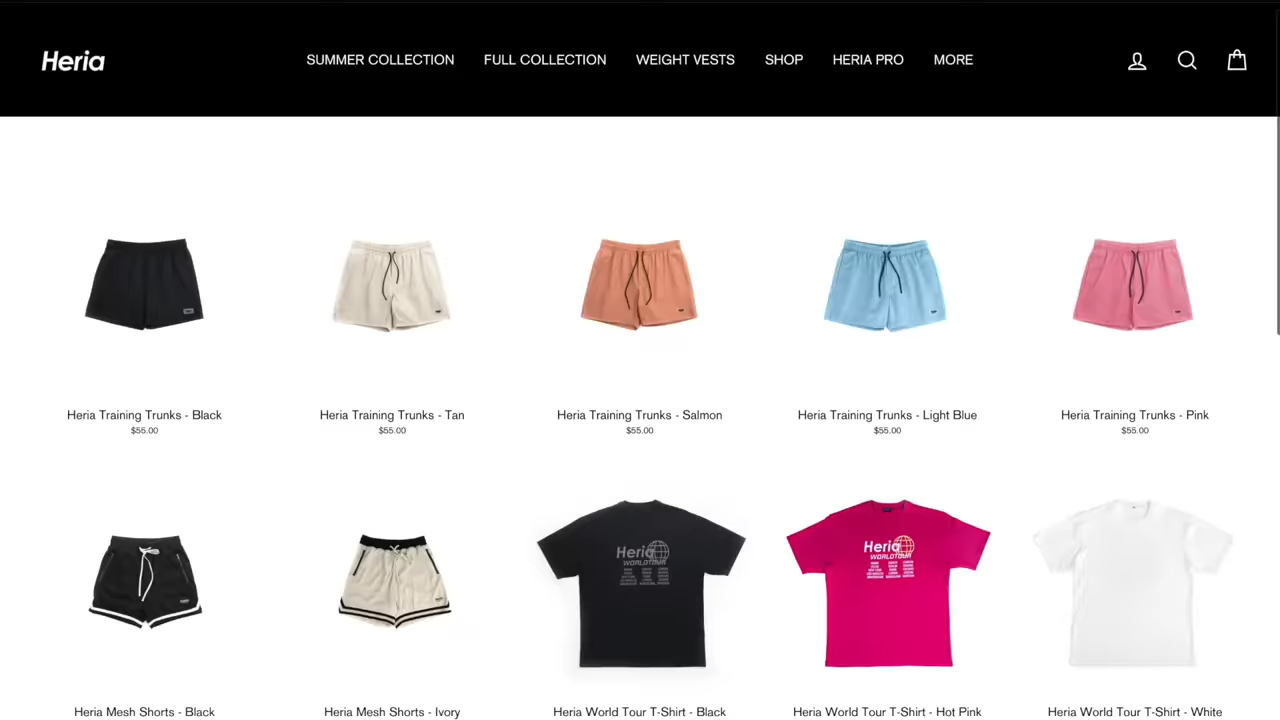 Heria
SUMMER COLLECTION
FULL COLLECTION
WEIGHT VESTS
SHOP
HERIA PRO
MORE
Heria Training Trunks - Black
$55.00
Heria Training Trunks - Tan
$55.00
Heria Training Trunks - Salmon
$55.00
Heria Training Trunks - Light Blue
$55.00
Heria Training Trunks - Pink
$55.00
Heria
WORLDTOUR
Heria
WORLDTOUR
Heria Mesh Shorts - Black
Heria Mesh Shorts - Ivory
Heria World Tour T-Shirt - Black
Heria World Tour T-Shirt - Hot Pink
Heria World Tour T-Shirt - White